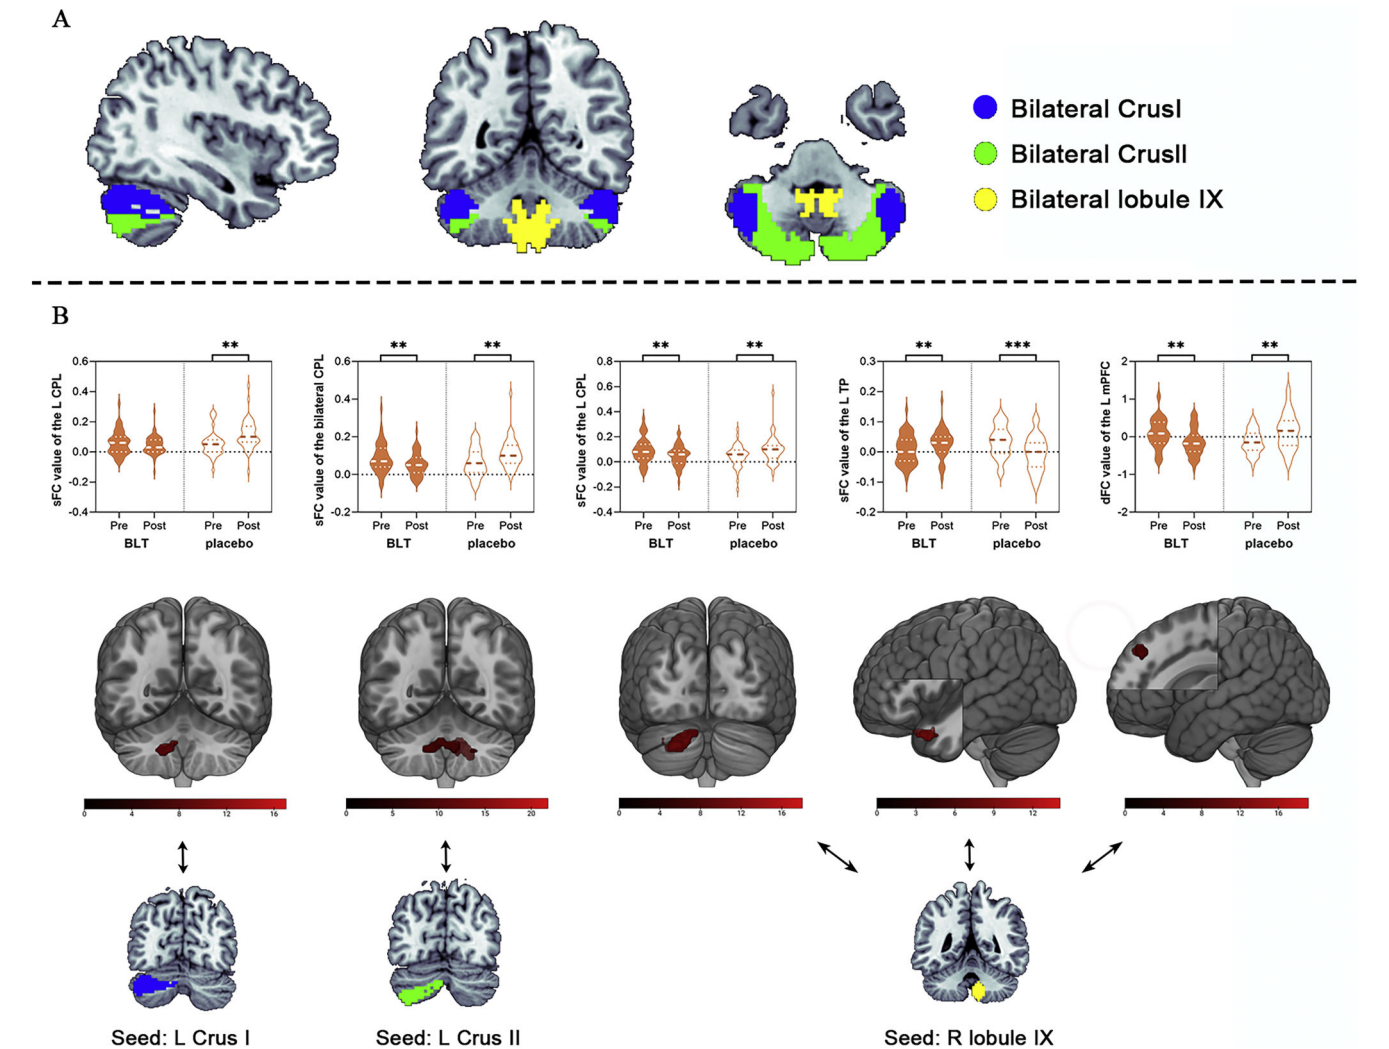 A
Bilateral CrusI
Bilateral CrusII
Bilateral lobule IX
B
sFC value of the L CPL
0.6
0.4
0.2
0.0
-0.2
-0.4
**
Pre Post Pre Post
BLT placebo
sFC value of the bilateral CPL
0.6
0.4
0.2
0.0
-0.2
** **
Pre Post Pre Post
BLT placebo
sFC value of the L CPL
0.8
0.6
0.4
0.2
0.0
-0.2
-0.4
** **
Pre Post Pre Post
BLT placebo
sFC value of the L TP
0.3
0.2
0.1
0.0
-0.1
-0.2
** ***
Pre Post Pre Post
BLT placebo
dFC value of the L mPFC
2
1
0
-1
-2
** **
Pre Post Pre Post
BLT placebo
0 4 8 12 16
0 5 10 15 20
0 4 8 12 16
0 3 6 9 12
0 4 8 12 16
Seed: L Crus I
Seed: L Crus II
Seed: R lobule IX